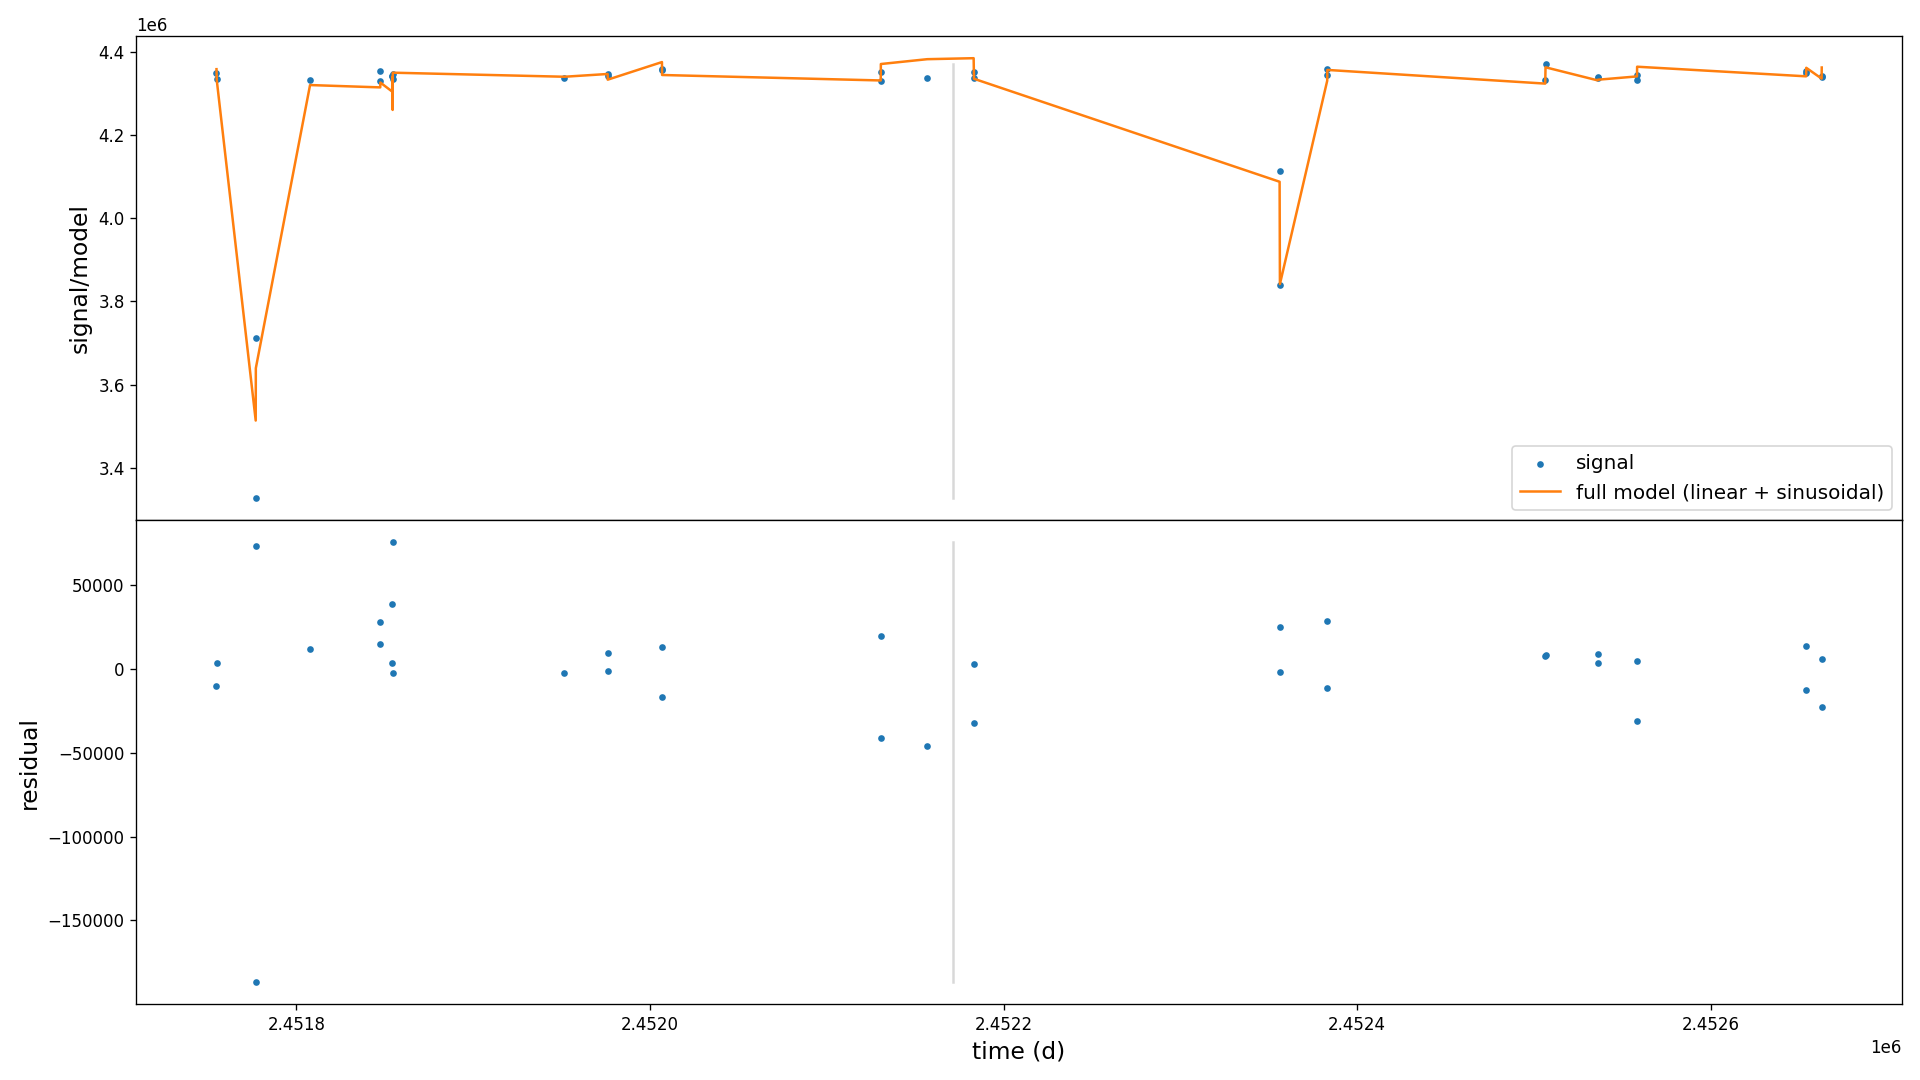 1e6
4.4
4.2
4.0
3.8
3.6
3.4
signal/model
signal
full model (linear + sinusoidal)
50000
0
−50000
−100000
−150000
residual
2.4518
2.4520
2.4522
2.4524
2.4526
time (d)
1e6